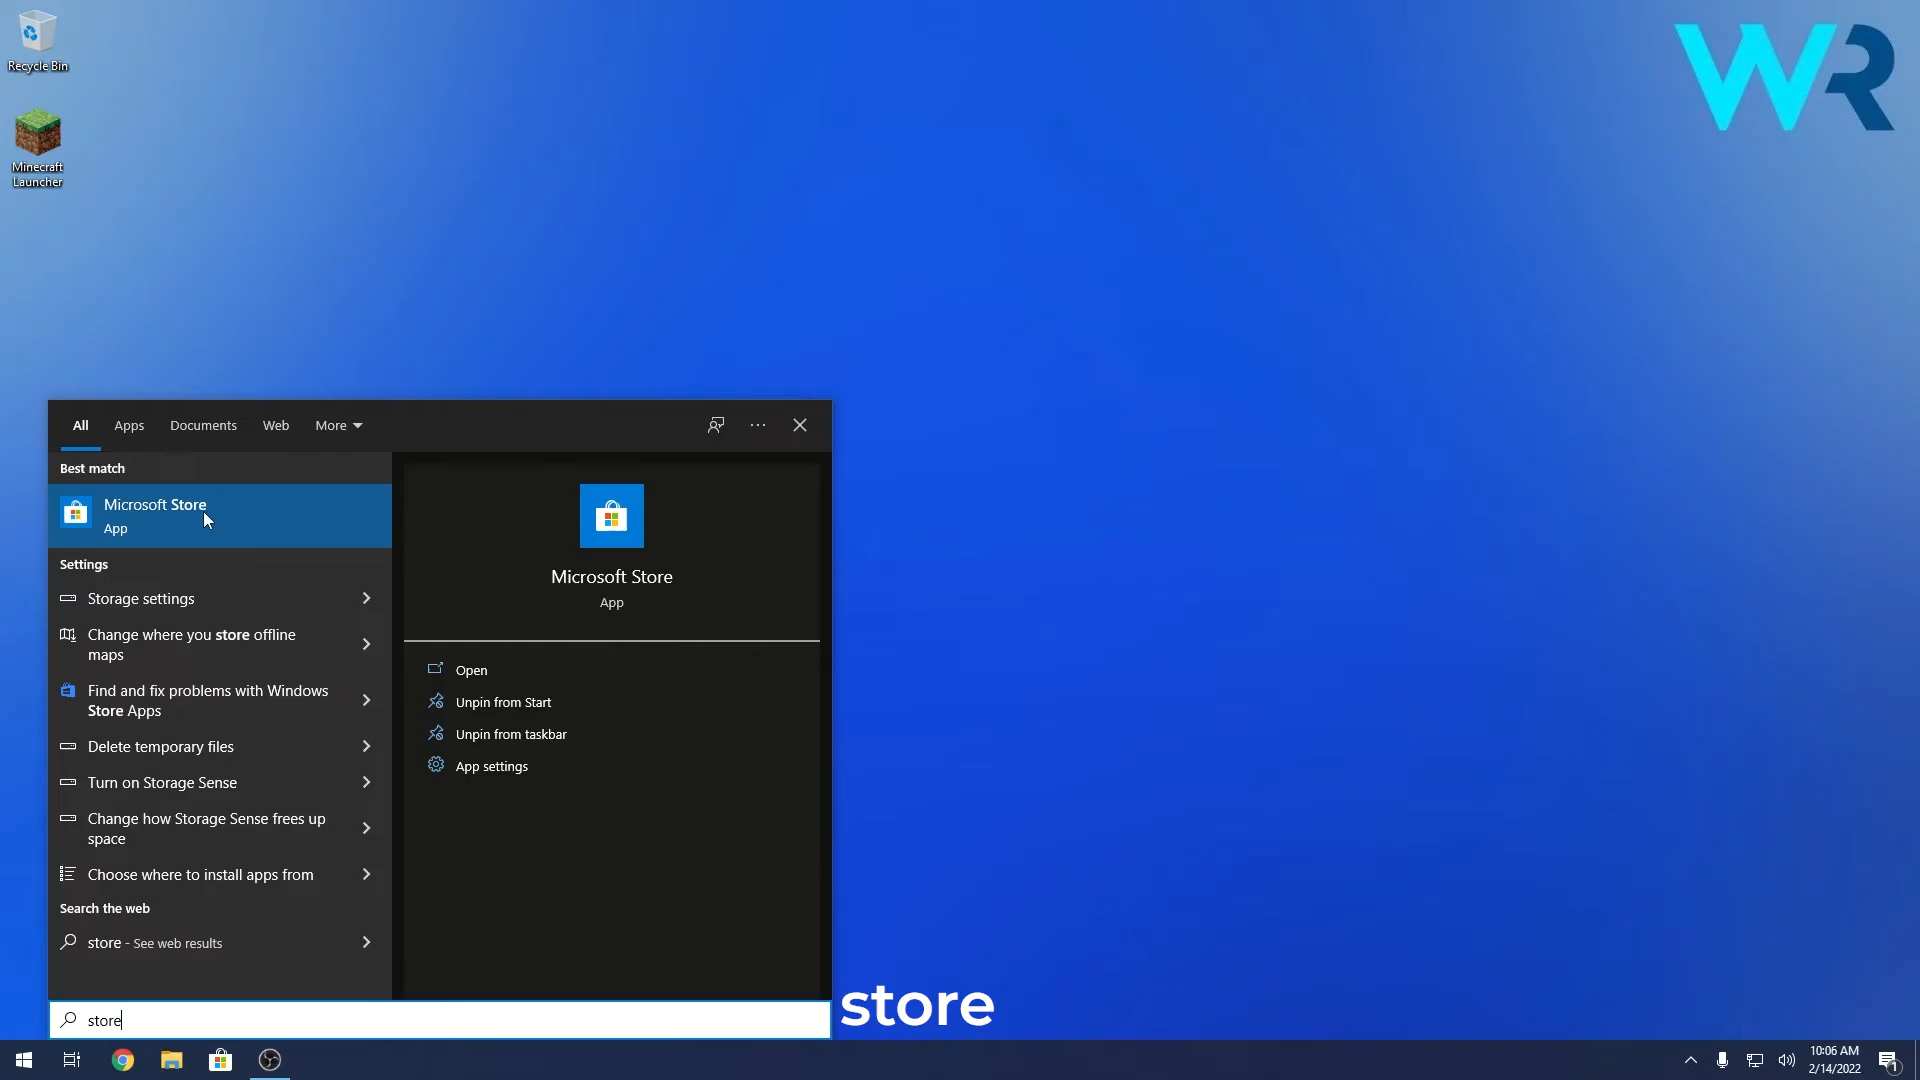 Recycle Bin
Minecraft
Launcher
WR
All Apps Documents Web More
Best match
Microsoft Store
App
Settings
Storage settings
Change where you store offline
maps
Find and fix problems with Windows
Store Apps
Delete temporary files
Turn on Storage Sense
Change how Storage Sense frees up
space
Choose where to install apps from
Search the web
store - See web results
Microsoft Store
App
Open
Unpin from Start
Unpin from taskbar
App settings
store
store
10:06 AM
2/14/2022
1